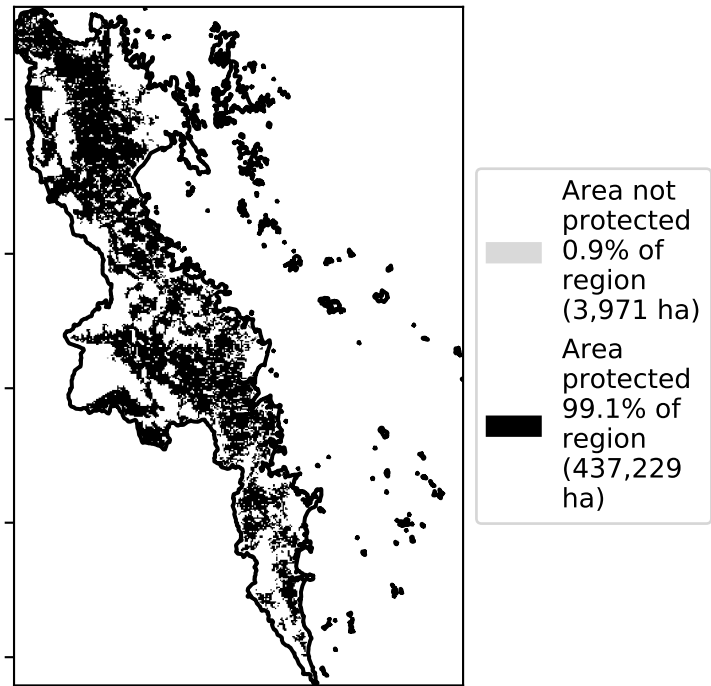 Area not
protected
0.9% of
region
(3,971 ha)
Area
protected
99.1% of
region
(437,229
ha)